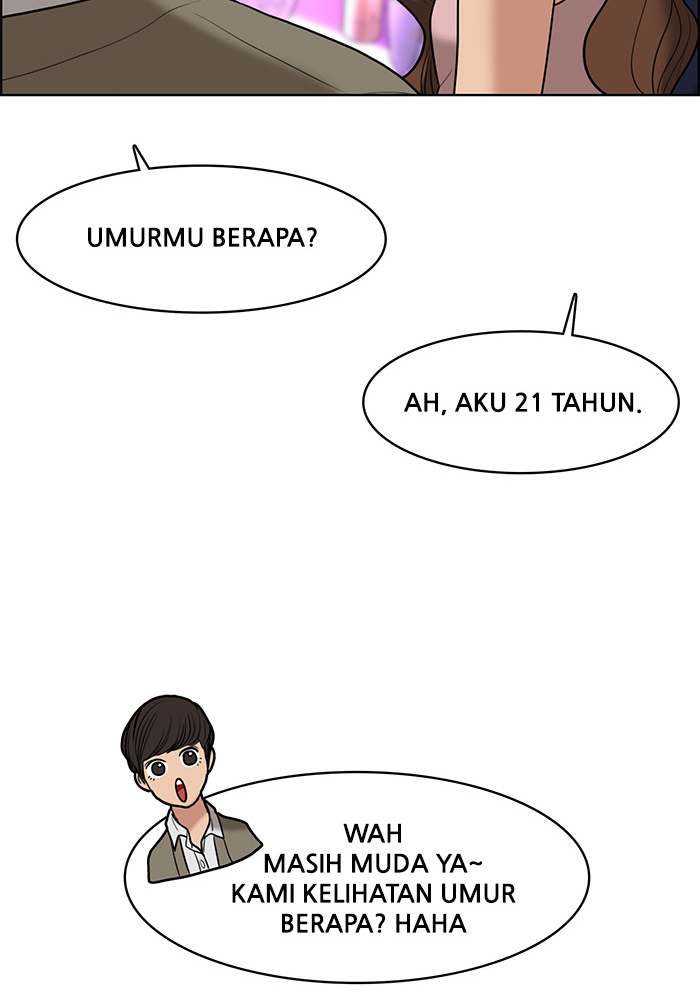 UMURMU BERAPA?
AH, AKU 21 TAHUN.
WAH
MASIH MUDA YA~
KAMI KELIHATAN UMUR
BERAPA? HAHA